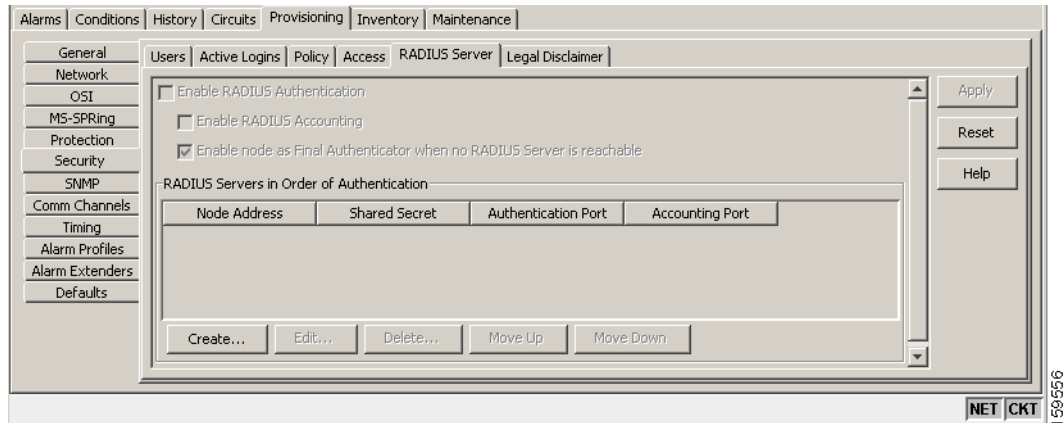 Alarms Conditions History Circuits Provisioning Inventory Maintenance
General
Network
OSI
MS-SPRing
Protection
Security
SNMP
Comm Channels
Timing
Alarm Profiles
Alarm Extenders
Defaults
Users Active Logins Policy Access RADIUS Server Legal Disclaimer
Enable RADIUS Authentication
Enable RADIUS Accounting
Enable node as Final Authenticator when no RADIUS Server is reachable
RADIUS Servers in Order of Authentication
Node Address Shared Secret Authentication Port Accounting Port
Create... Edit... Delete... Move Up Move Down
Apply
Reset
Help
NET CKT
159556